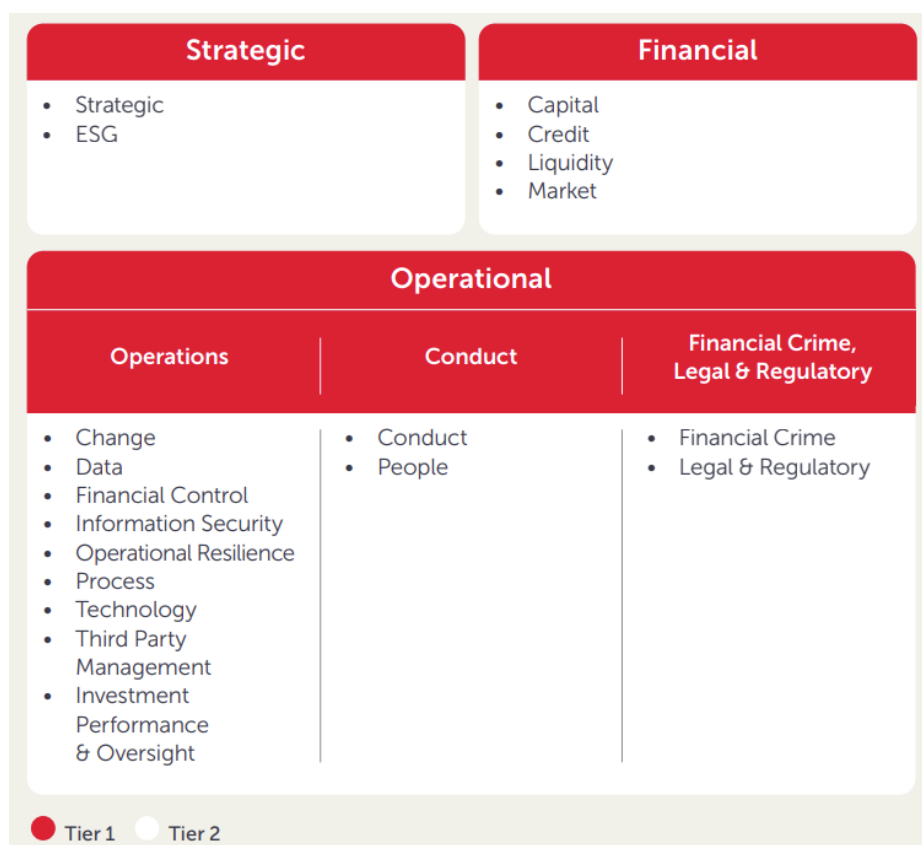 Strategic
• Strategic
• ESG
Financial
• Capital
• Credit
• Liquidity
• Market
Operational
Operations
• Change
• Data
• Financial Control
• Information Security
• Operational Resilience
• Process
• Technology
• Third Party
Management
• Investment
Performance
& Oversight
Conduct
• Conduct
• People
Financial Crime,
Legal & Regulatory
• Financial Crime
• Legal & Regulatory
Tier 1 Tier 2